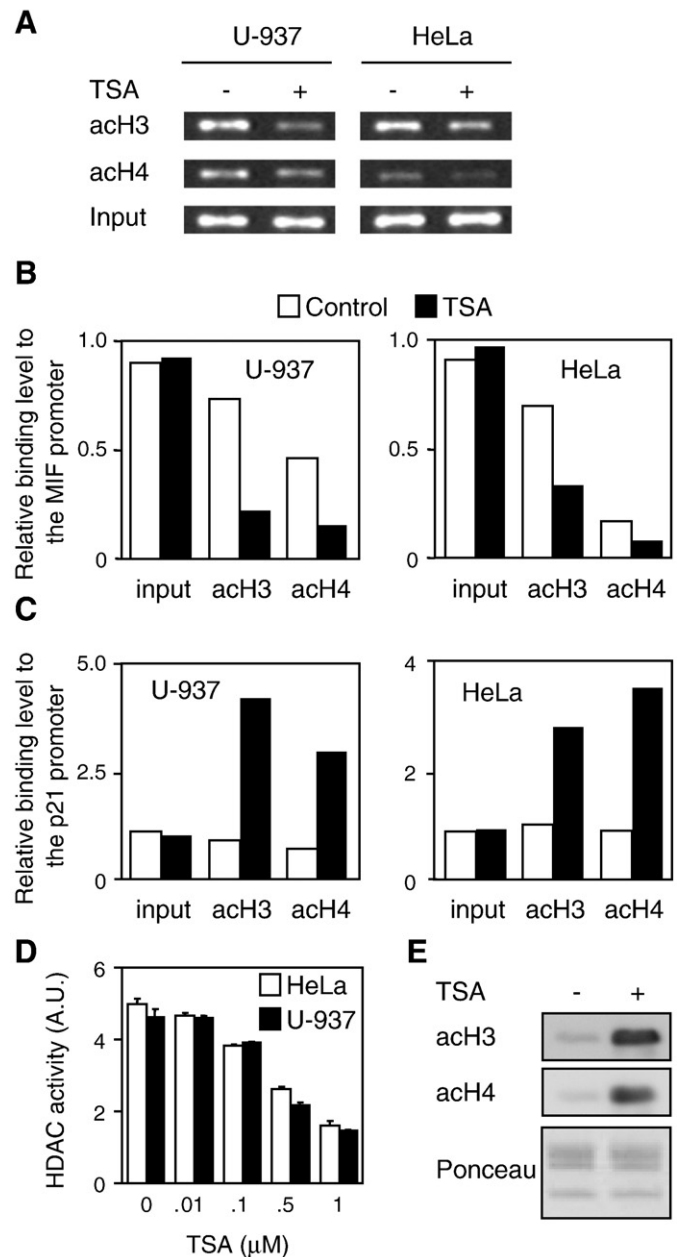 A
U-937 HeLa
TSA - + - +
acH3
acH4
Input
B
Control TSA
Relative binding level to
the MIF promoter
1.0
0.5
0
U-937
input acH3 acH4
1.0
0.5
0
HeLa
input acH3 acH4
C
Relative binding level to
the p21 promoter
5.0
2.5
0
U-937
input acH3 acH4
4
2
0
HeLa
input acH3 acH4
D
HDAC activity (A.U.)
6
4
2
0
HeLa
U-937
0 .01 .1 .5 1
TSA (μM)
E
TSA - +
acH3
acH4
Ponceau